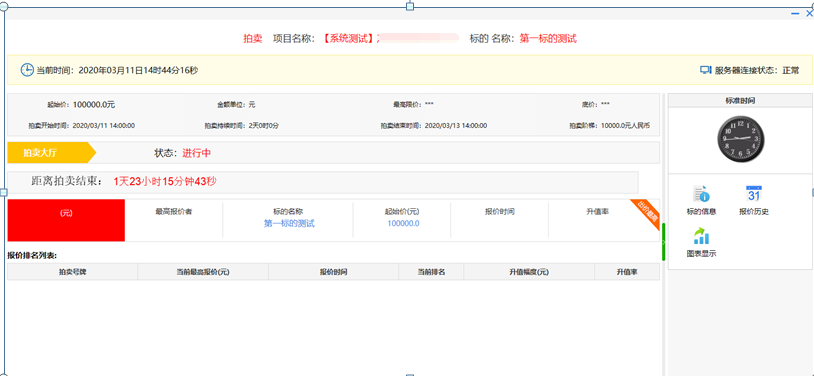 拍卖 项目名称：【系统测试】 标的 名称：第一标的测试
当前时间：2020年03月11日14时44分16秒 服务器连接状态：正常
起始价：100000.0元 金额单位：元 最高限价：*** 底价：***
拍卖开始时间：2020/03/11 14:00:00 拍卖持续时间：2天0时0分 拍卖结束时间：2020/03/13 14:00:00 拍卖阶梯：10000.0元人民币
标准时间
拍卖大厅 状态：进行中
距离拍卖结束： 1天23小时15分钟43秒
(元) 最高报价者 标的名称 起始价(元) 报价时间 升值率
第一标的测试 100000.0
标的信息 报价历史
图表显示
报价排名列表:
拍卖号牌 当前最高报价(元) 报价时间 当前排名 升值幅度(元) 升值率